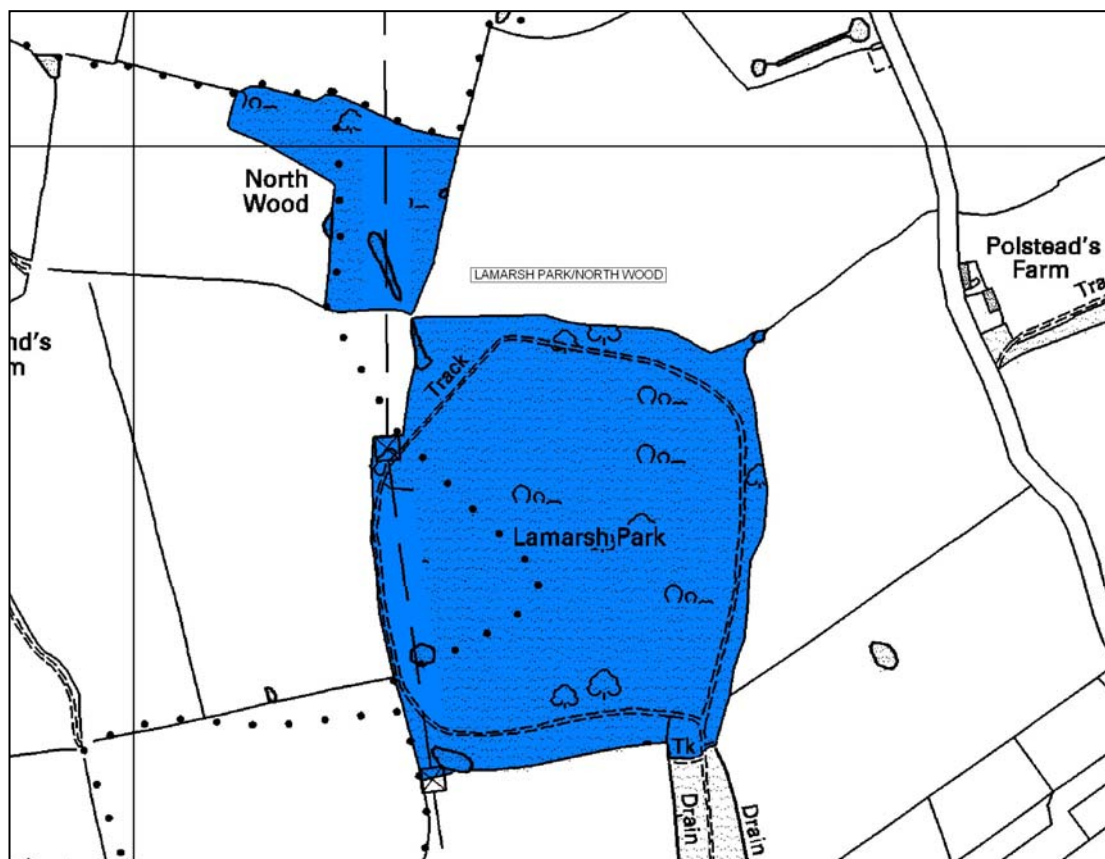 North
Wood
LAMARSH PARK/NORTH WOOD
Polstead's
Farm
Tra
nd's
m
Track
Lamarsh Park
Tk
Drain
Drain